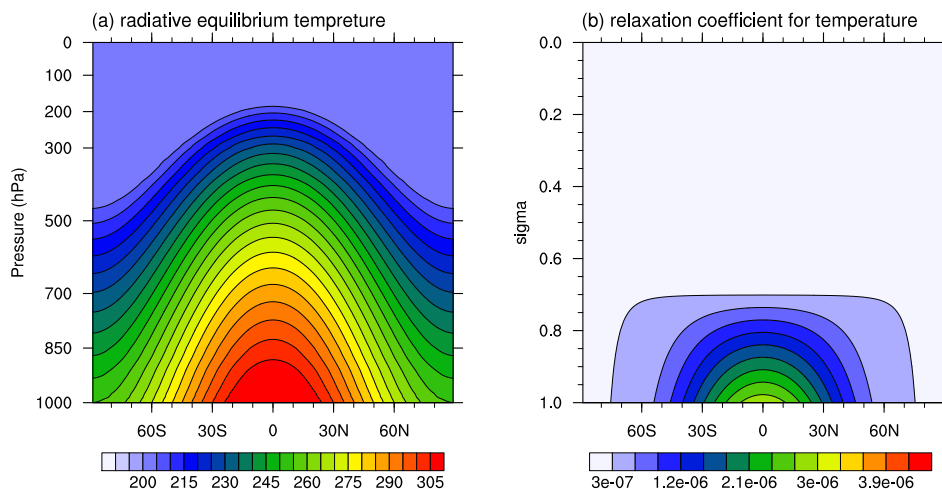 (a) radiative equilibrium tempreture
0
100
200
300
500
700
850
1000
Pressure (hPa)
60S 30S 0 30N 60N
200 215 230 245 260 275 290 305
(b) relaxation coefficient for temperature
0.0
0.2
0.4
0.6
0.8
1.0
sigma
60S 30S 0 30N 60N
3e-07 1.2e-06 2.1e-06 3e-06 3.9e-06